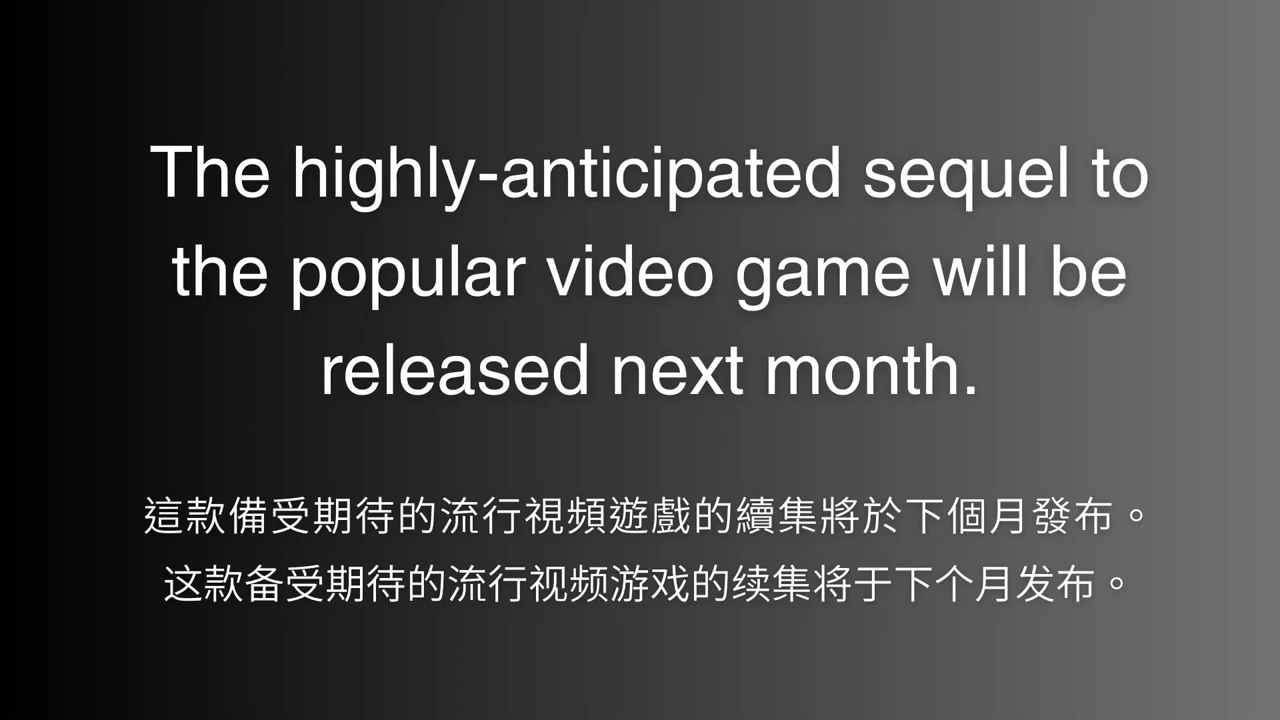 The highly-anticipated sequel to
the popular video game will be
released next month.
這款備受期待的流行視頻遊戲的續集將於下個月發布。
这款备受期待的流行视频游戏的续集将于下个月发布。